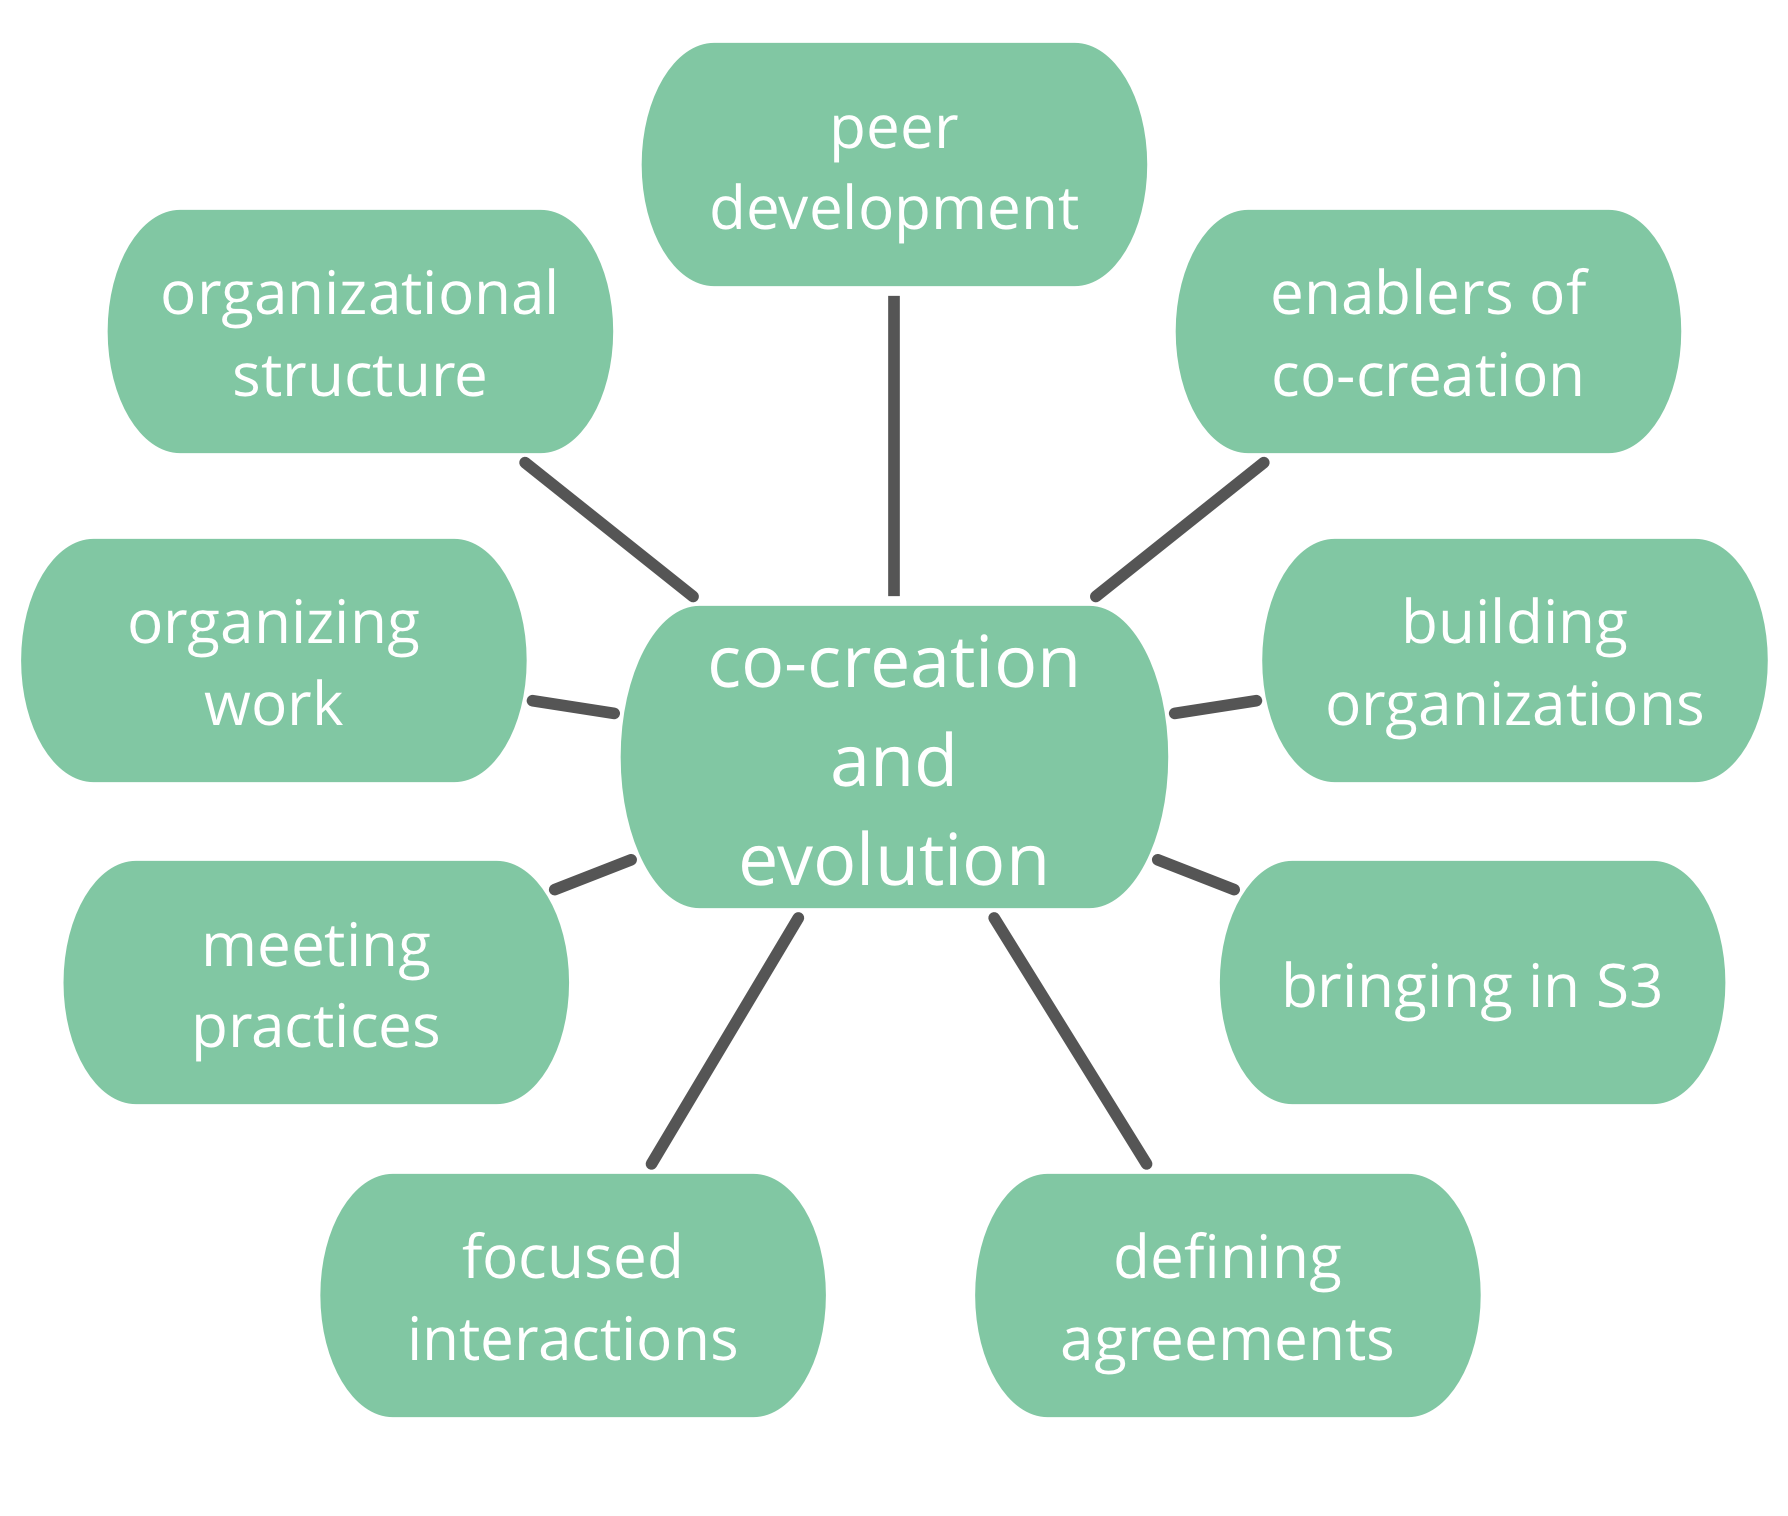 peer
development
organizational
structure
enablers of
co-creation
organizing
work
building
organizations
co-creation
and
evolution
meeting
practices
bringing in S3
focused
interactions
defining
agreements